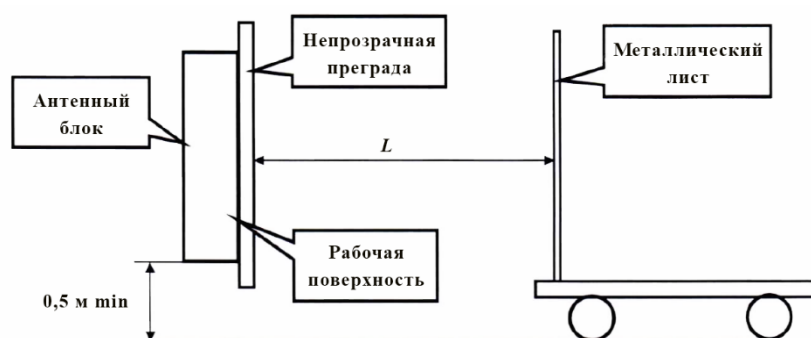 Непрозрачная
преграда
Металлический
лист
Антенный
блок
L
Рабочая
поверхность
0,5 м min